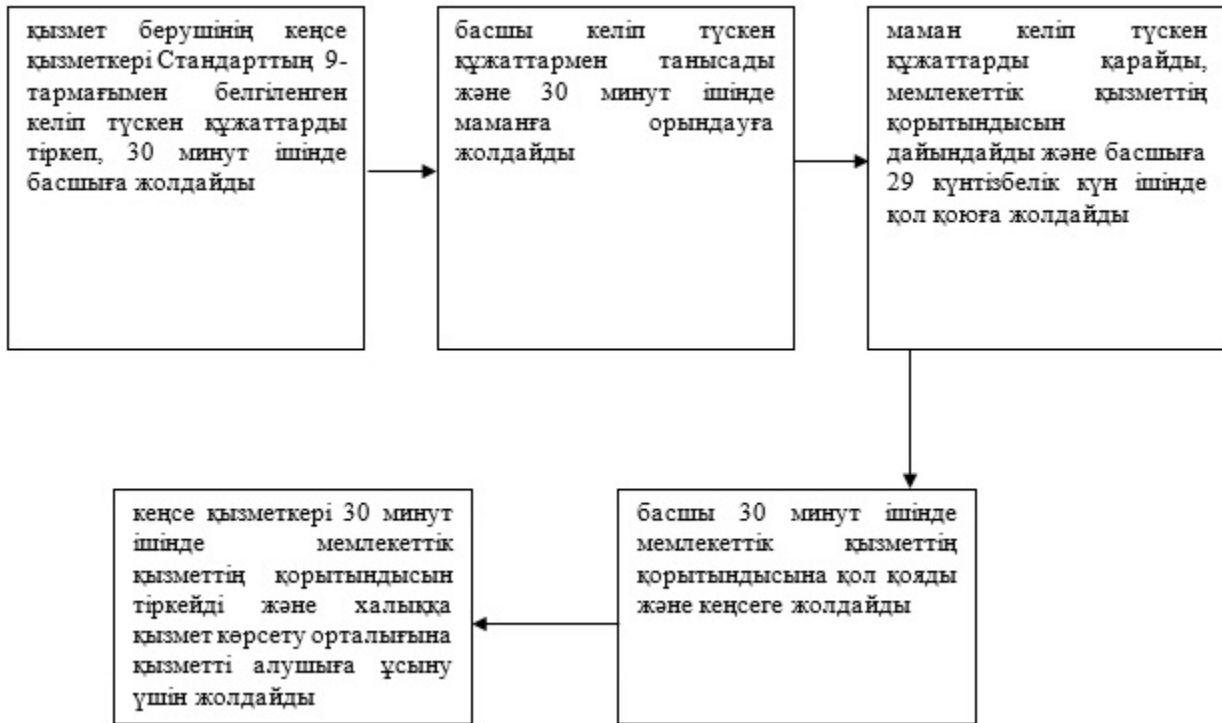 қызмет берушінің кеңсе
қызметкері Стандарттың 9-
тармағымен белгіленген
келіп түскен құжаттарды
тіркеп, 30 минут ішінде
басшыға жолдайды
басшы келіп түскен
құжаттармен танысады
және 30 минут ішінде
маманға орындауға
жолдайды
маман келіп түскен
құжаттарды қарайды,
мемлекеттік қызметтің
қорытындысын
дайындайды және басшыға
29 күнтізбелік күн ішінде
қол қоюға жолдайды
басшы 30 минут ішінде
мемлекеттік қызметтің
қорытындысына қол қояды
және кеңсеге жолдайды
кеңсе қызметкері 30 минут
ішінде мемлекеттік
қызметтің қорытындысын
тіркейді және халыққа
қызмет көрсету орталығына
қызметті алушыға ұсыну
үшін жолдайды